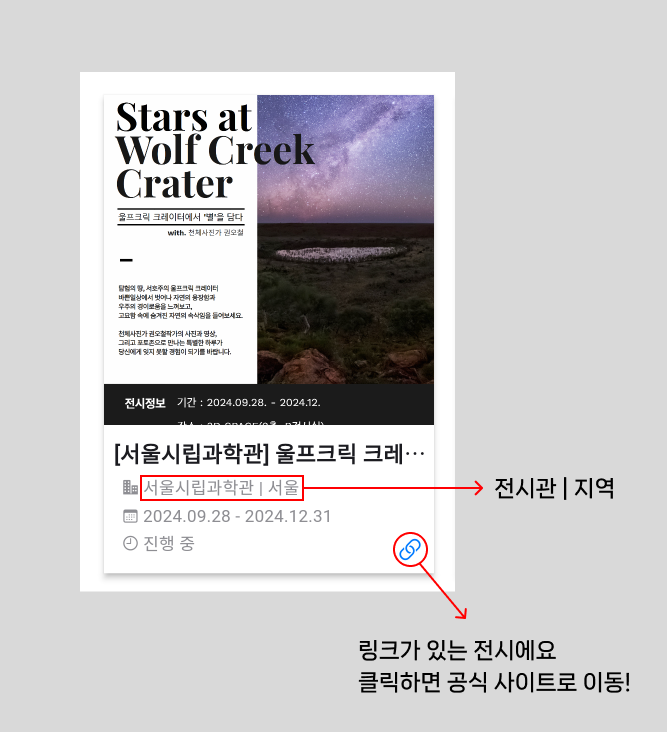 Stars at
Wolf Creek
Crater
울프크릭 크레이터에서 '별'을 담다
with. 천체사진가 권오철
탐험의 땅, 서호주의 울프크릭 크레이터
바쁜일상에서 벗어나 자연의 웅장함과
우주의 경이로움을 느껴보고,
고요함 속에 숨겨진 자연의 속삭임을 들어보세요.
천체사진가 권오철작가의 사진과 영상,
그리고 포토존으로 만나는 특별한 하루가
당신에게 잊지 못할 경험이 되기를 바랍니다.
전시정보 기간 : 2024.09.28. - 2024.12.
[서울시립과학관] 울프크릭 크레…
서울시립과학관 | 서울
전시관 | 지역
2024.09.28 - 2024.12.31
진행 중
링크가 있는 전시에요
클릭하면 공식 사이트로 이동!